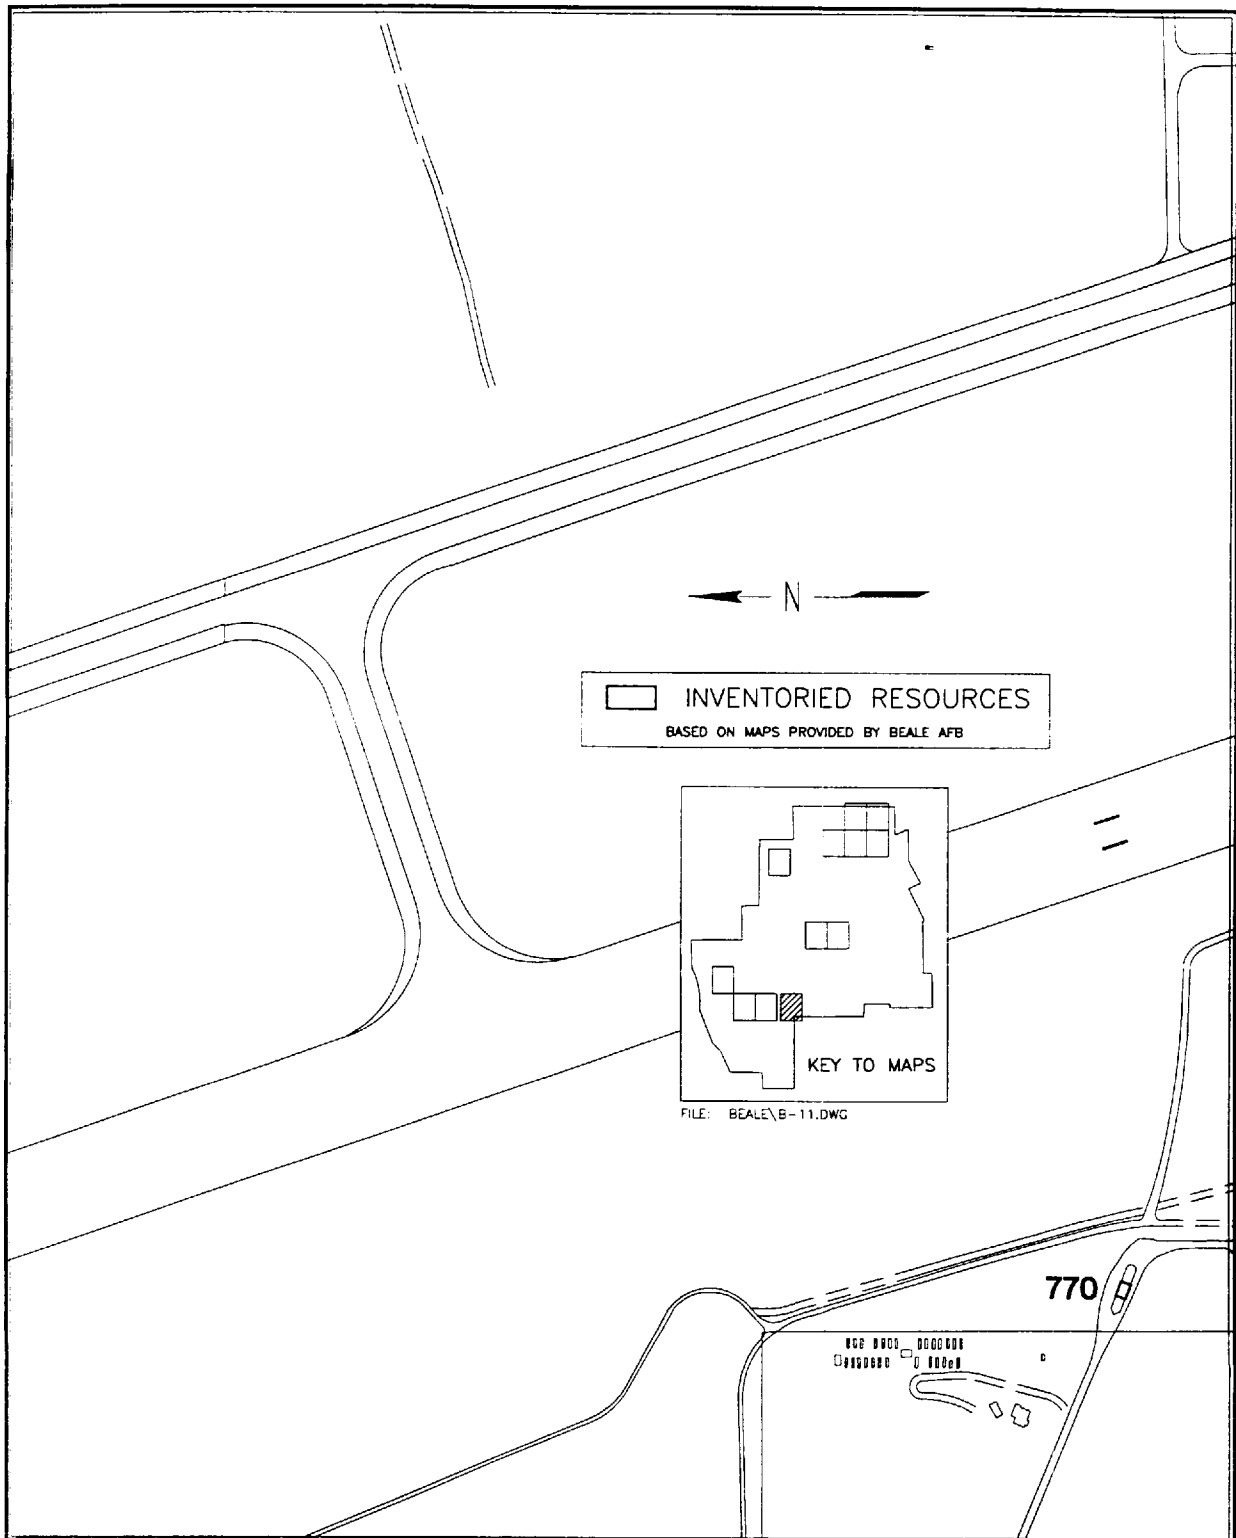 N
INVENTORIED RESOURCES
BASED ON MAPS PROVIDED BY BEALE AFB
KEY TO MAPS
FILE: BEALE\B-11.DWG
770